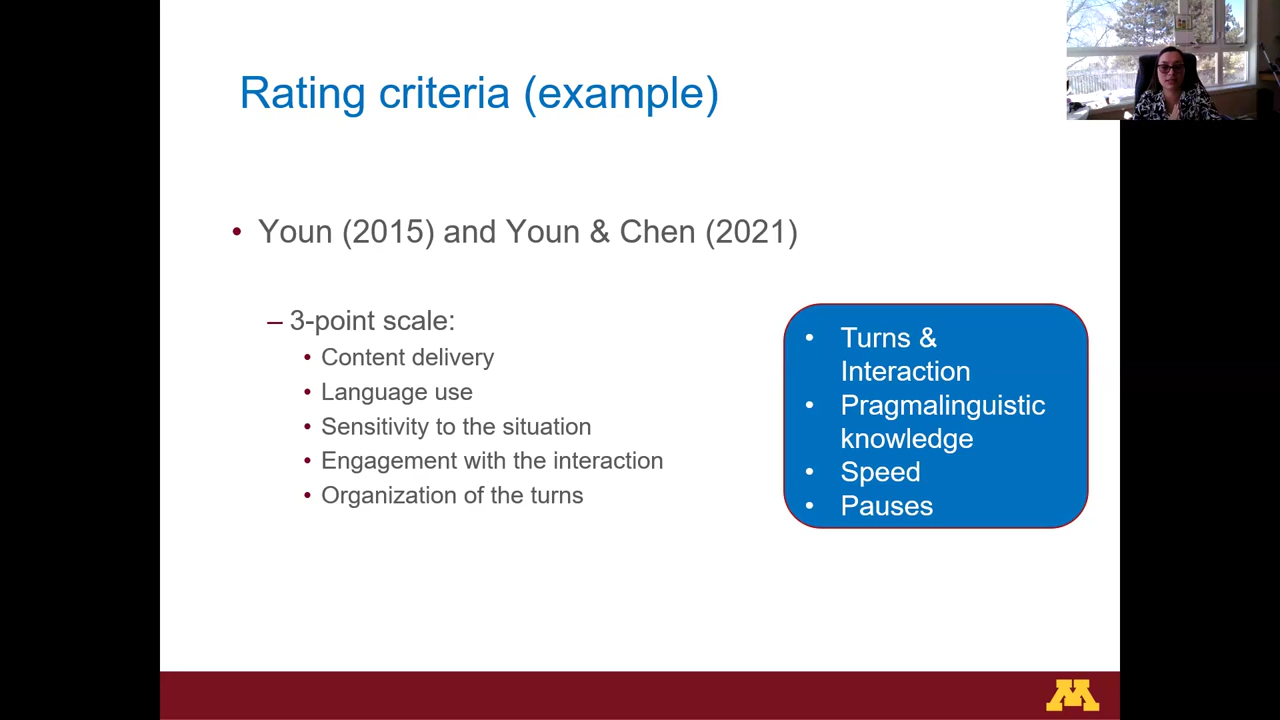 Rating criteria (example)
• Youn (2015) and Youn & Chen (2021)
– 3-point scale:
• Content delivery
• Language use
• Sensitivity to the situation
• Engagement with the interaction
• Organization of the turns
• Turns &
Interaction
• Pragmalinguistic
knowledge
• Speed
• Pauses
M